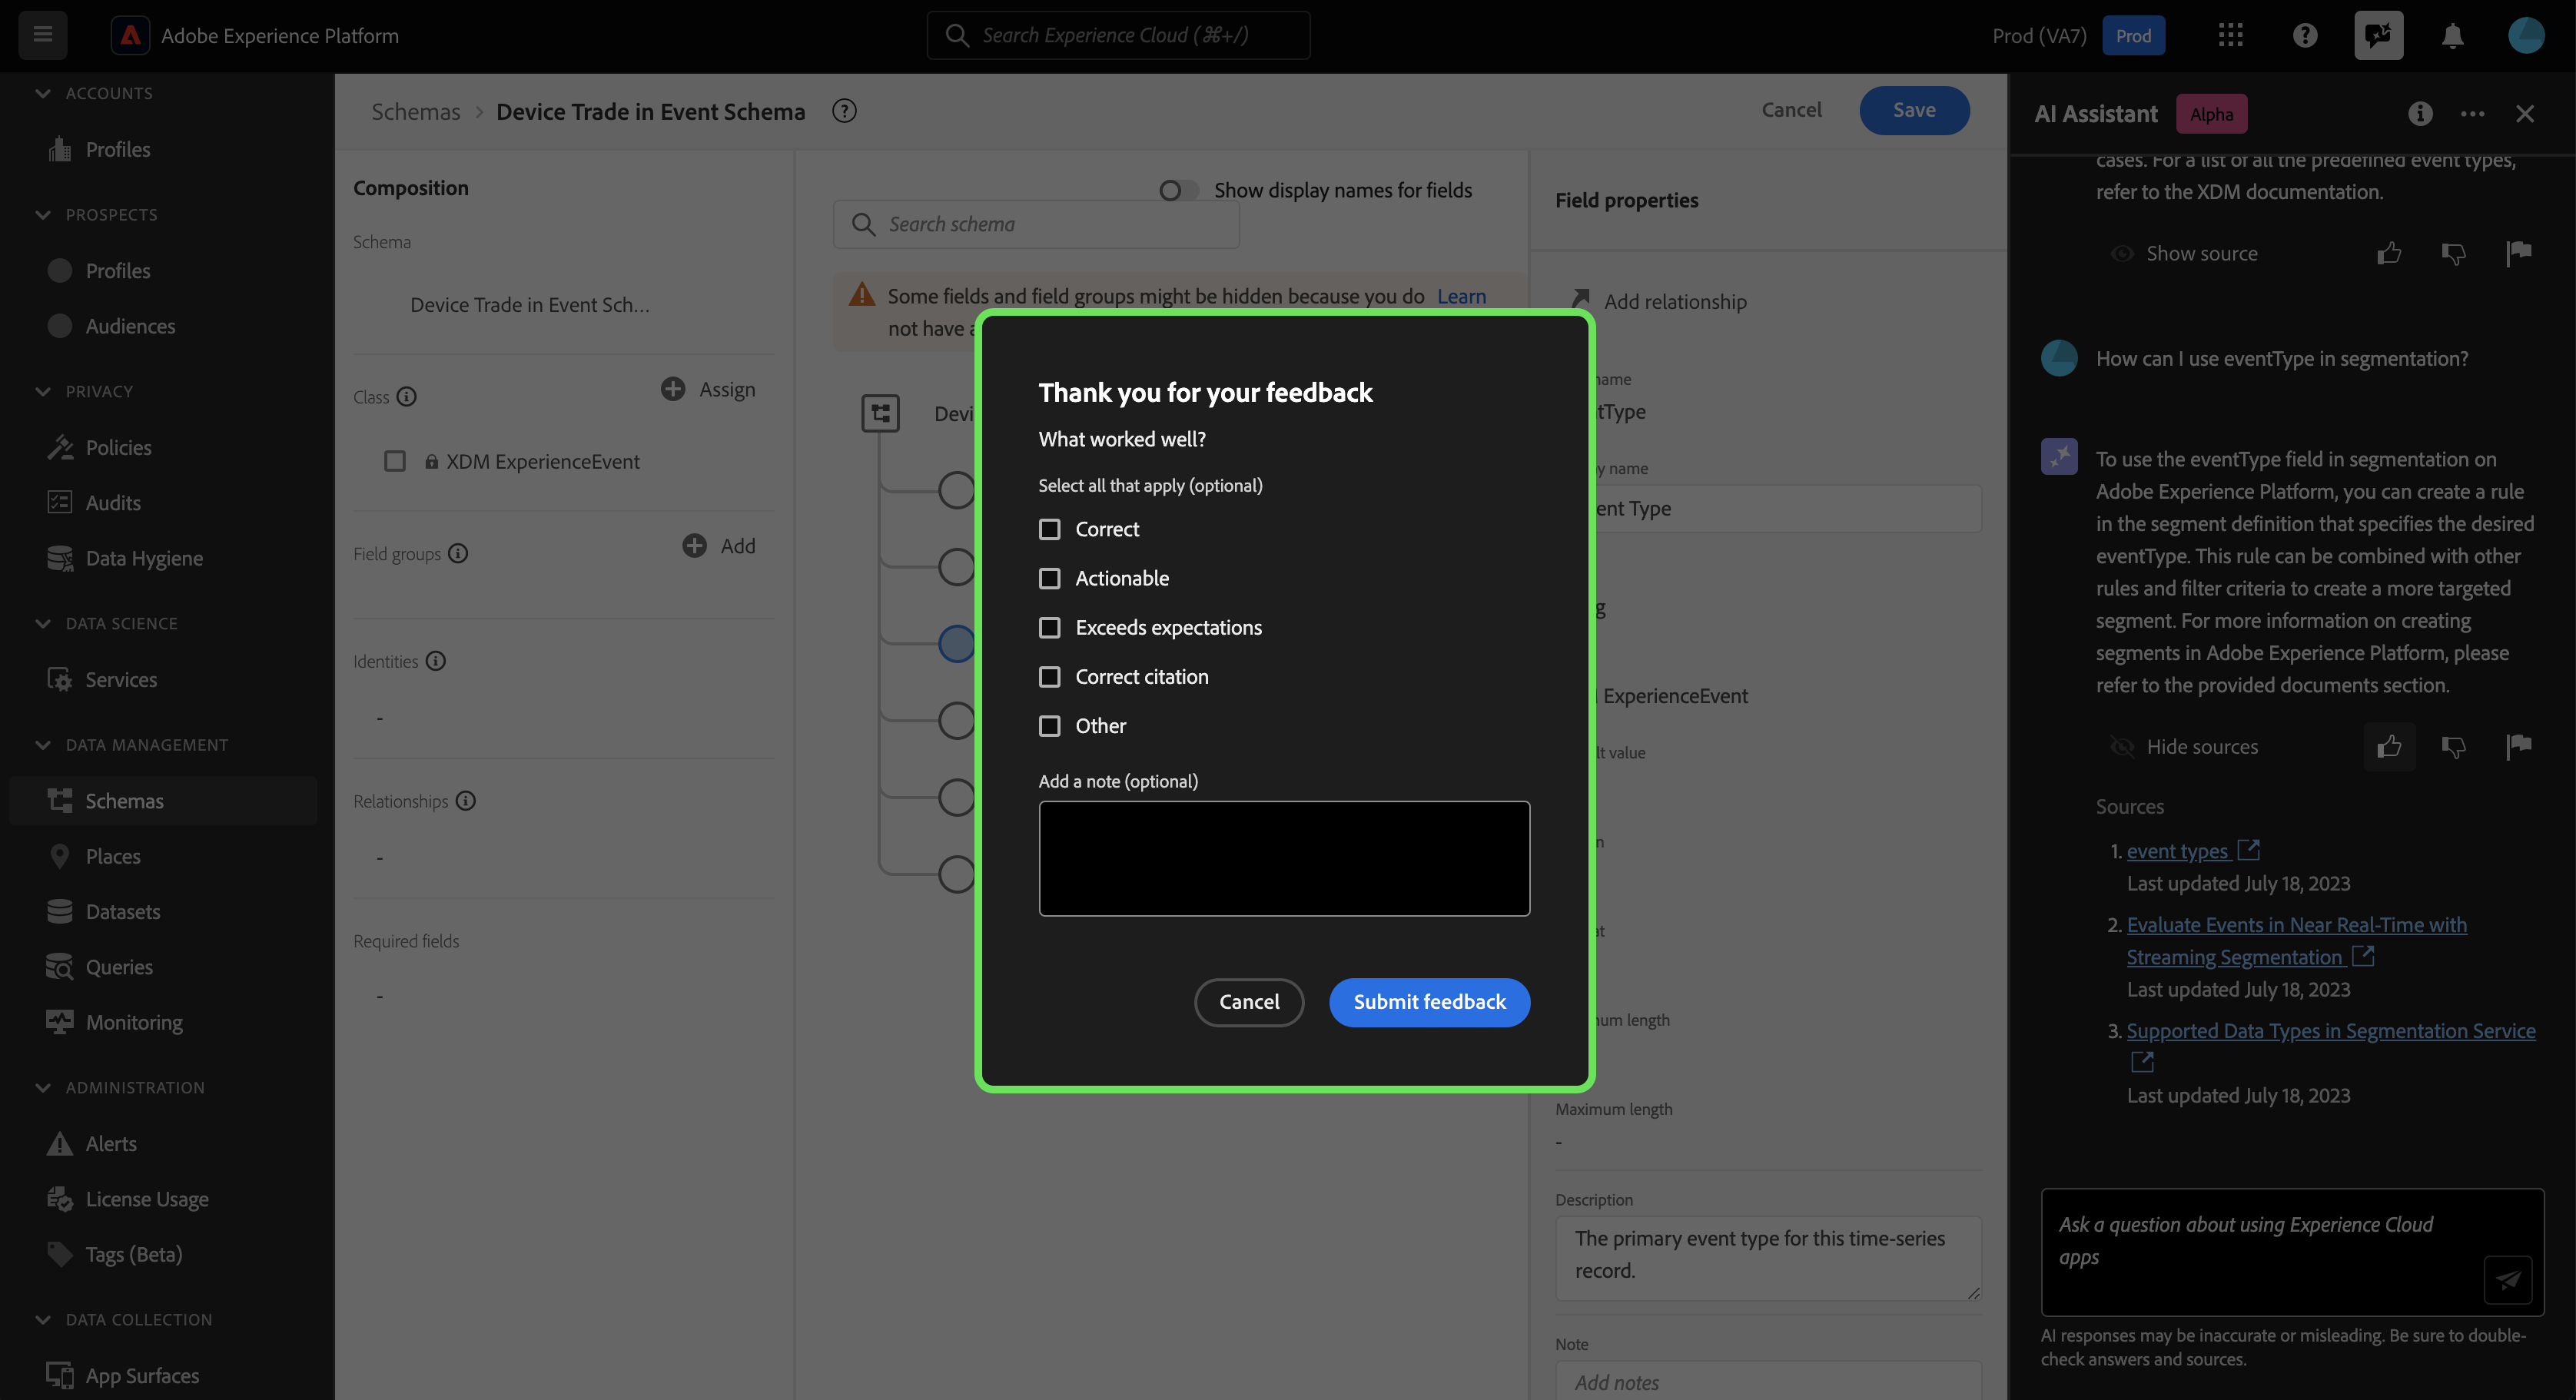 Adobe Experience Platform
Search Experience Cloud (⌘+/)
Prod (VA7)
Prod
ACCOUNTS
Profiles
PROSPECTS
Profiles
Audiences
PRIVACY
Policies
Audits
Data Hygiene
DATA SCIENCE
Services
DATA MANAGEMENT
Schemas
Places
Datasets
Queries
Monitoring
ADMINISTRATION
Alerts
License Usage
Tags (Beta)
DATA COLLECTION
App Surfaces
Schemas > Device Trade in Event Schema
Cancel
Save
Composition
Schema
Device Trade in Event Sch...
Class
Assign
XDM ExperienceEvent
Field groups
Add
Identities
-
Relationships
-
Required fields
-
Show display names for fields
Search schema
Some fields and field groups might be hidden because you do
not have a
Learn
Devi
Thank you for your feedback
What worked well?
Select all that apply (optional)
Correct
Actionable
Exceeds expectations
Correct citation
Other
Add a note (optional)
Cancel
Submit feedback
Field properties
Add relationship
name
tType
y name
ent Type
g
ExperienceEvent
lt value
n
at
um length
Maximum length
-
Description
The primary event type for this time-series
record.
Note
Add notes
AI Assistant
Alpha
cases. For a list of all the predefined event types,
refer to the XDM documentation.
Show source
How can I use eventType in segmentation?
To use the eventType field in segmentation on
Adobe Experience Platform, you can create a rule
in the segment definition that specifies the desired
eventType. This rule can be combined with other
rules and filter criteria to create a more targeted
segment. For more information on creating
segments in Adobe Experience Platform, please
refer to the provided documents section.
Hide sources
Sources
1. event types
Last updated July 18, 2023
2. Evaluate Events in Near Real-Time with
Streaming Segmentation
Last updated July 18, 2023
3. Supported Data Types in Segmentation Service
Last updated July 18, 2023
Ask a question about using Experience Cloud
apps
AI responses may be inaccurate or misleading. Be sure to double-
check answers and sources.